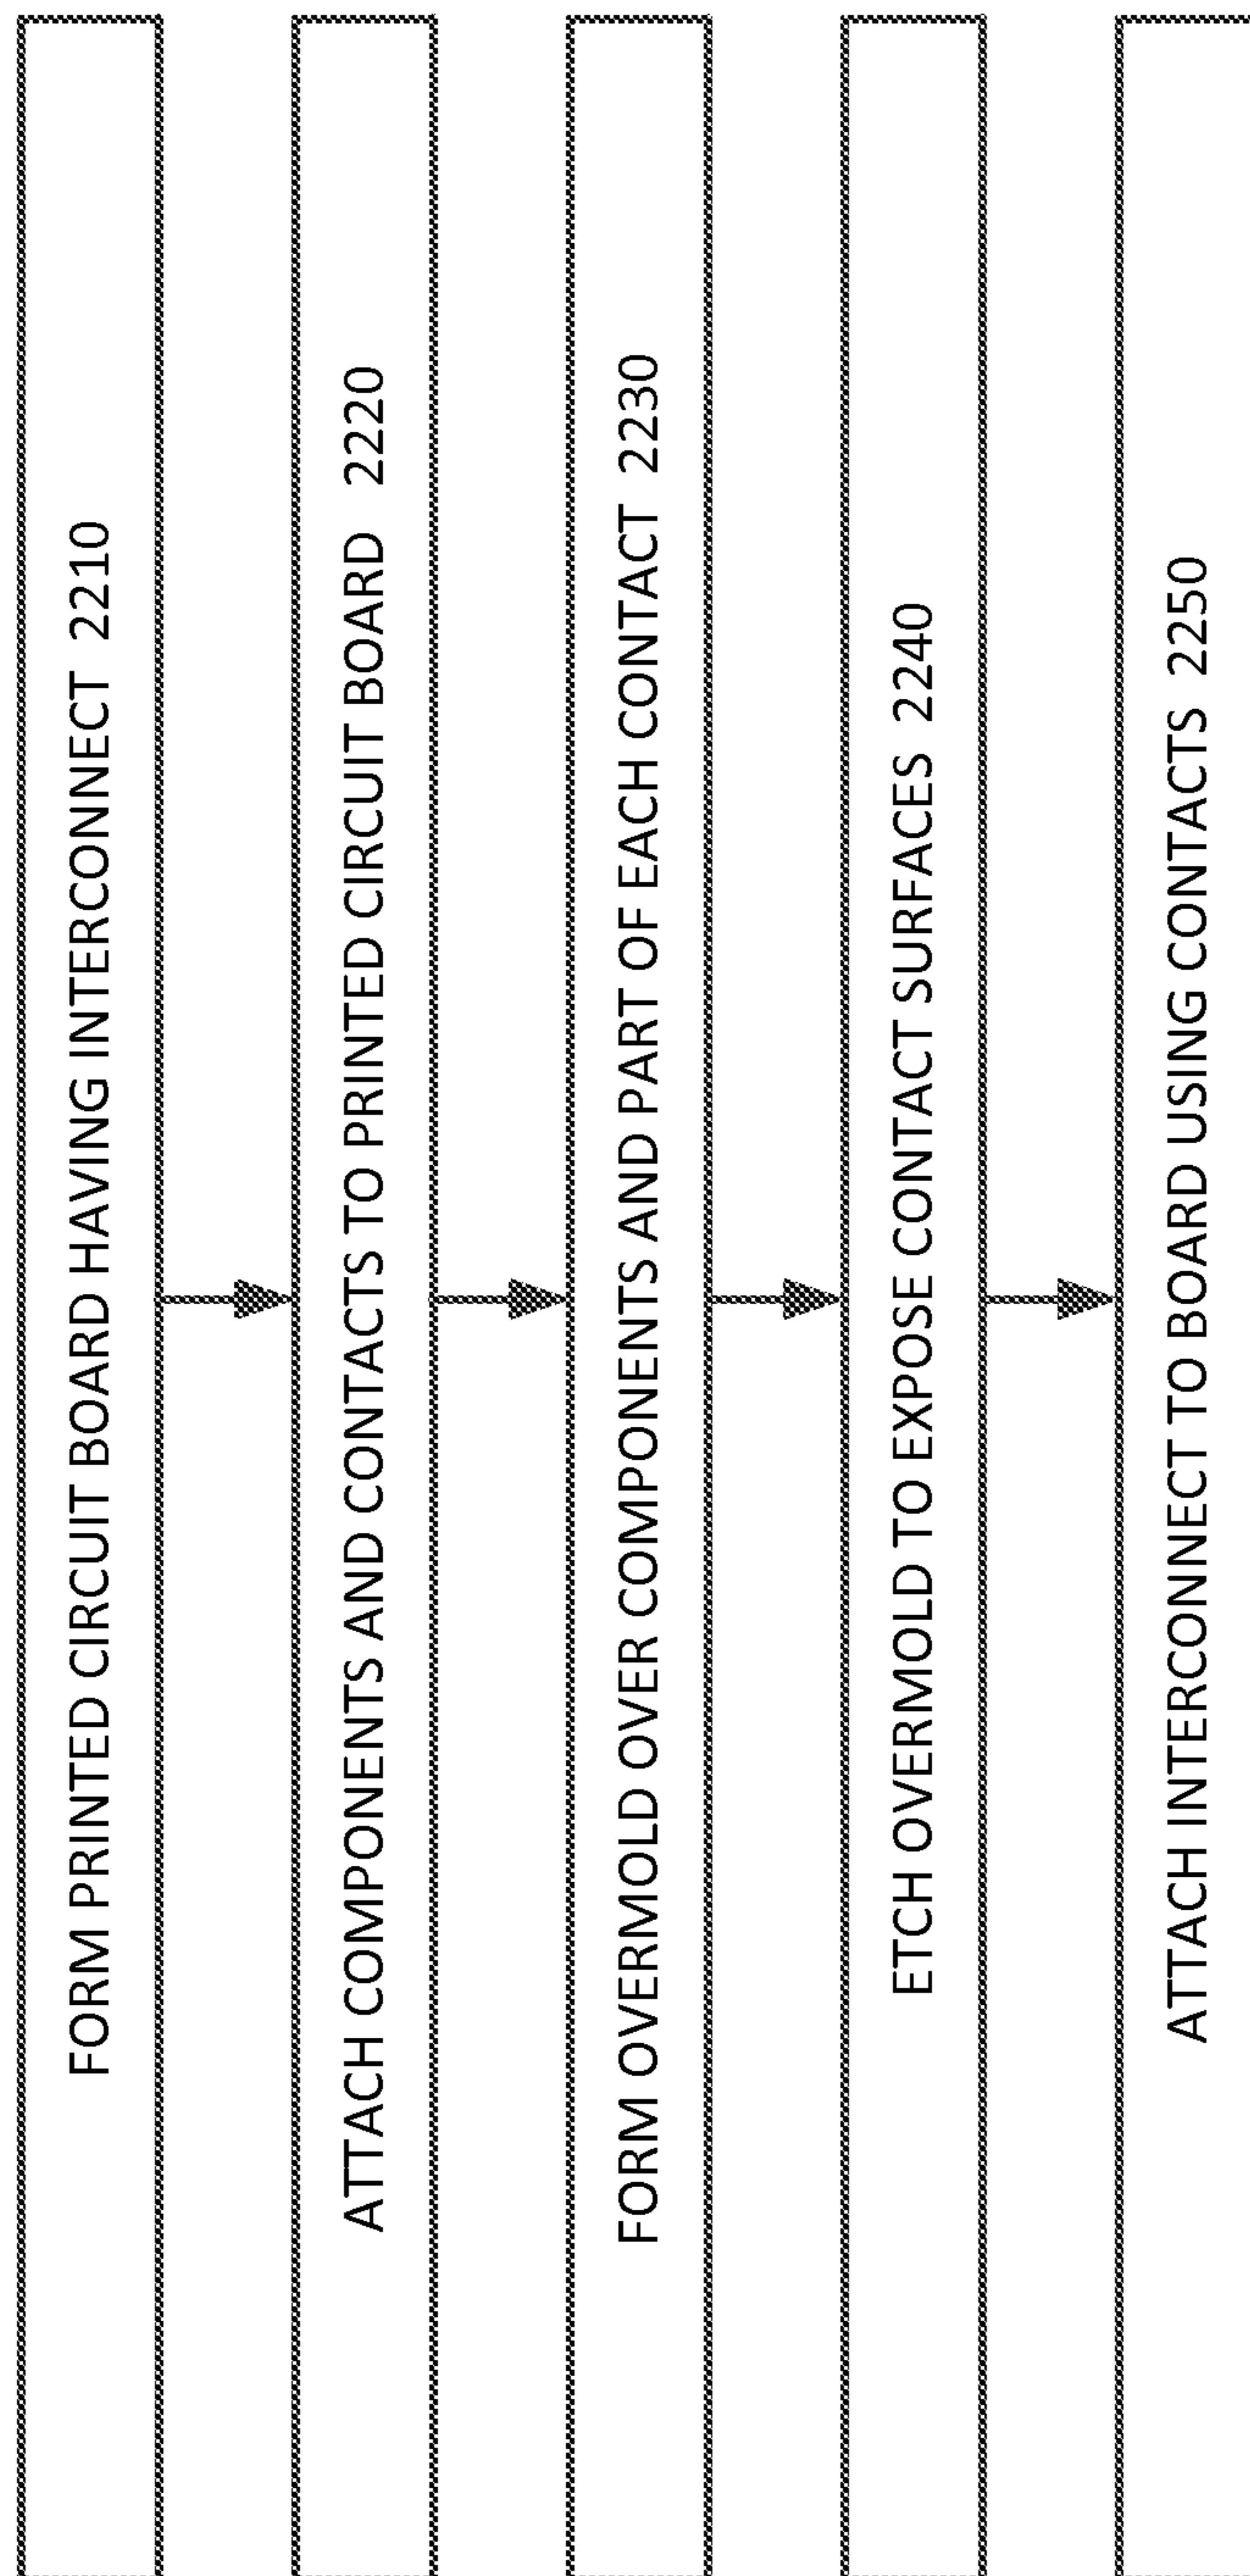 FORM PRINTED CIRCUIT BOARD HAVING INTERCONNECT 2210
ATTACH COMPONENTS AND CONTACTS TO PRINTED CIRCUIT BOARD 2220
FORM OVERMOLD OVER COMPONENTS AND PART OF EACH CONTACT 2230
ETCH OVERMOLD TO EXPOSE CONTACT SURFACES 2240
ATTACH INTERCONNECT TO BOARD USING CONTACTS 2250